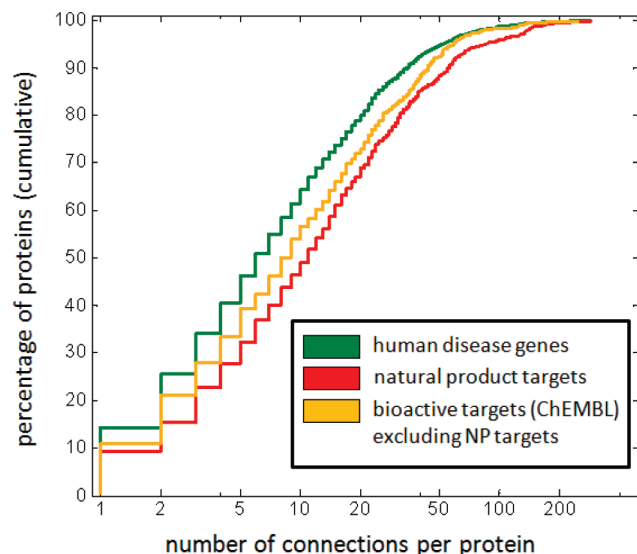 percentage of proteins (cumulative)
100
90
80
70
60
50
40
30
20
10
0
human disease genes
natural product targets
bioactive targets (ChEMBL)
excluding NP targets
1 2 5 10 20 50 100 200
number of connections per protein